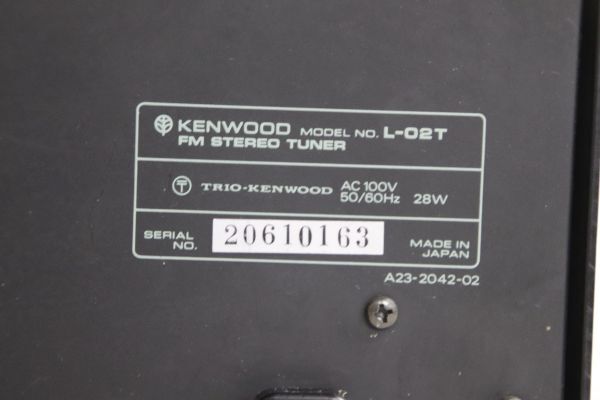 KENWOOD MODEL NO. L-02T
FM STEREO TUNER
TRIO-KENWOOD AC 100V
50/60Hz 28W
SERIAL NO. 20610163
MADE IN JAPAN
A23-2042-02